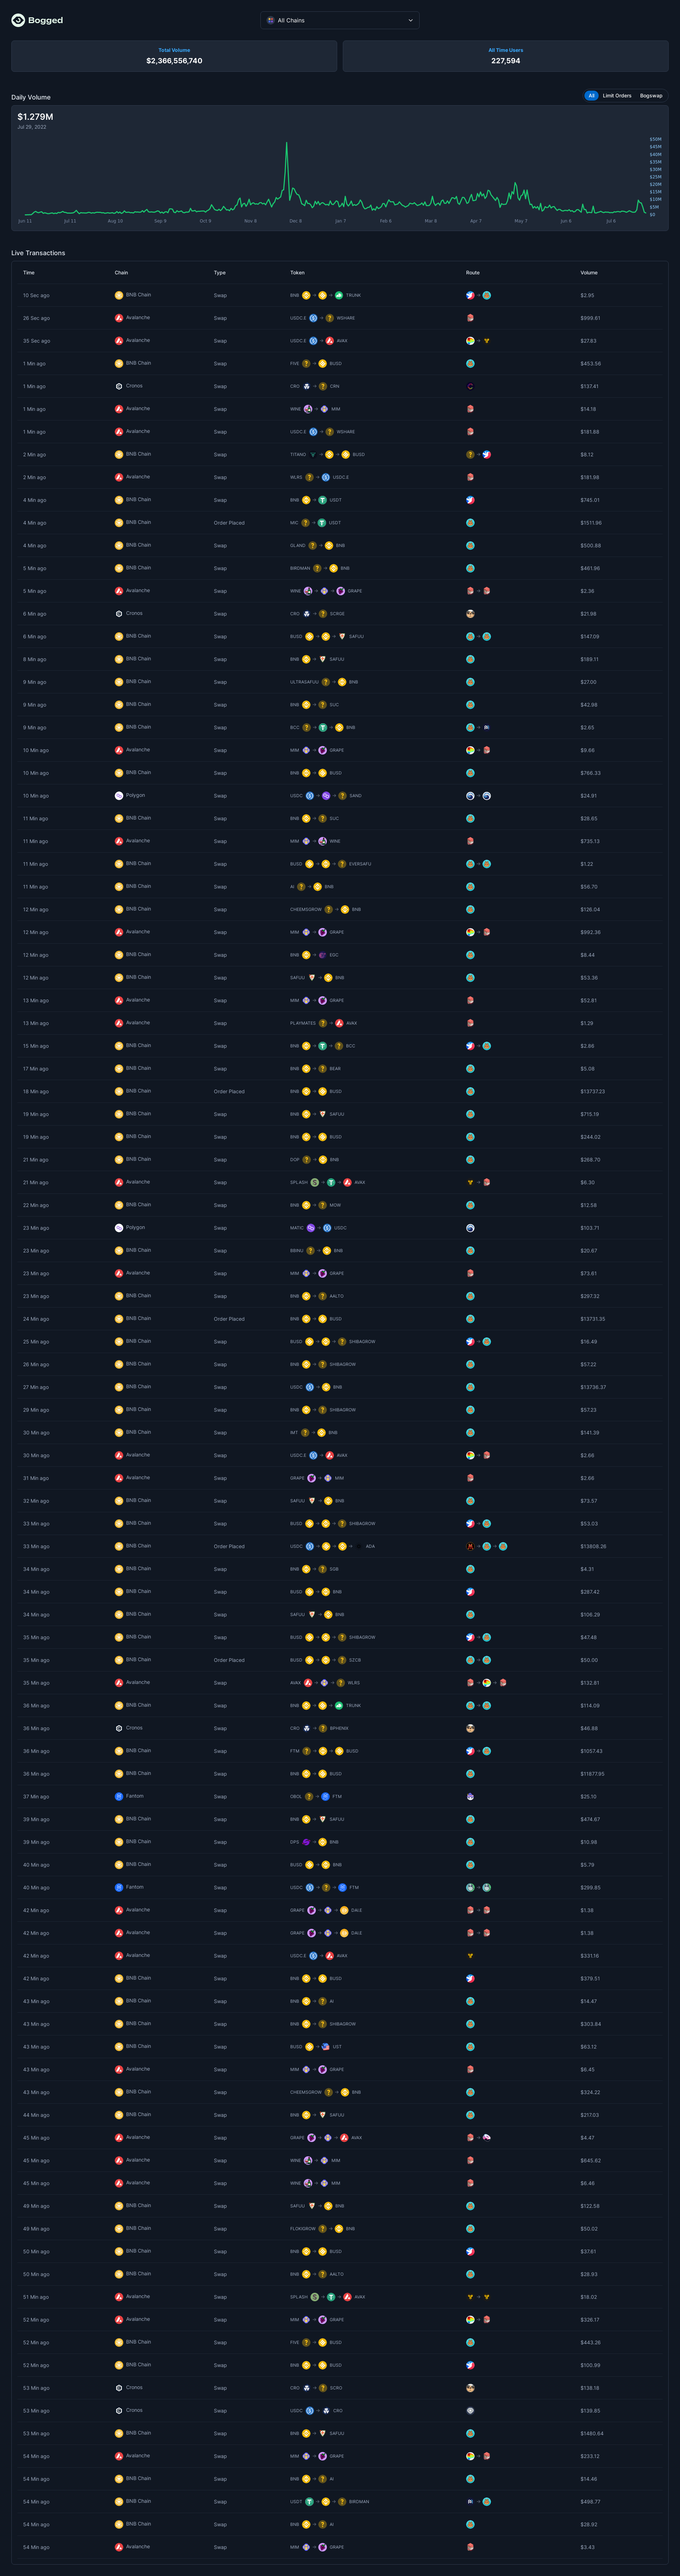 Bogged
All Chains
Total Volume
$2,366,556,740
All Time Users
227,594
Daily Volume
All Limit Orders Bogswap
$1.279M
Jul 29, 2022
$50M
$45M
$40M
$35M
$30M
$25M
$20M
$15M
$10M
$5M
$0
Jun 11 Jul 11 Aug 10 Sep 9 Oct 9 Nov 8 Dec 8 Jan 7 Feb 6 Mar 8 Apr 7 May 7 Jun 6 Jul 6
Live Transactions
Time Chain Type Token Route Volume
10 Sec ago BNB Chain Swap BNB → → TRUNK → $2.95
26 Sec ago Avalanche Swap USDC.E → WSHARE $999.81
35 Sec ago Avalanche Swap USDC.E → AVAX → $27.83
1 Min ago BNB Chain Swap FIVE → BUSD $453.56
1 Min ago Cronos Swap CRO → CRN $137.41
1 Min ago Avalanche Swap WINE → MIM $14.18
1 Min ago Avalanche Swap USDC.E → WSHARE $181.88
2 Min ago BNB Chain Swap TITANO → → BUSD → $8.12
2 Min ago Avalanche Swap WLRS → USDC.E $181.98
4 Min ago BNB Chain Swap BNB → USDT $745.01
4 Min ago BNB Chain Order Placed MIC → USDT $1511.96
4 Min ago BNB Chain Swap ISLAND → BNB $500.88
5 Min ago BNB Chain Swap BIRDMAN → BNB $461.96
5 Min ago Avalanche Swap WINE → → GRAPE → $2.36
6 Min ago Cronos Swap CRO → SCRGE $21.96
6 Min ago BNB Chain Swap BUSD → → SAFUU → $147.09
8 Min ago BNB Chain Swap BNB → SAFUU $189.11
9 Min ago BNB Chain Swap ULTRASAFUU → BNB $27.00
9 Min ago BNB Chain Swap BNB → SUC $42.98
9 Min ago BNB Chain Swap BCC → → BNB → $2.65
10 Min ago Avalanche Swap MIM → GRAPE → $9.98
10 Min ago BNB Chain Swap BNB → BUSD $768.33
10 Min ago Polygon Swap USDC → → SAND → $24.91
11 Min ago BNB Chain Swap BNB → SUC $28.65
11 Min ago Avalanche Swap MIM → WINE $735.13
11 Min ago BNB Chain Swap BUSD → → EVERSAFU → $1.22
11 Min ago BNB Chain Swap AI → BNB $56.70
12 Min ago BNB Chain Swap CHEEMSGROW → BNB $126.04
12 Min ago Avalanche Swap MIM → GRAPE → $992.36
12 Min ago BNB Chain Swap BNB → EGC $8.44
12 Min ago BNB Chain Swap SAFUU → BNB $53.36
13 Min ago Avalanche Swap MIM → GRAPE $52.81
13 Min ago Avalanche Swap PLAYMATES → AVAX $1.29
15 Min ago BNB Chain Swap BNB → → BCC → $2.86
17 Min ago BNB Chain Swap BNB → BEAR $5.08
18 Min ago BNB Chain Order Placed BNB → BUSD $13737.23
19 Min ago BNB Chain Swap BNB → SAFUU $715.19
19 Min ago BNB Chain Swap BNB → BUSD $244.02
21 Min ago BNB Chain Swap DOF → BNB $268.70
21 Min ago Avalanche Swap SPLASH → → AVAX → $6.30
22 Min ago BNB Chain Swap BNB → MOW $12.58
23 Min ago Polygon Swap MATIC → USDC $103.71
23 Min ago BNB Chain Swap BBINU → BNB $20.67
23 Min ago Avalanche Swap MIM → GRAPE $73.61
23 Min ago BNB Chain Swap BNB → AALTO $297.32
24 Min ago BNB Chain Order Placed BNB → BUSD $13731.35
25 Min ago BNB Chain Swap BUSD → → SHIBAGROW → $16.49
26 Min ago BNB Chain Swap BNB → SHIBAGROW $57.22
27 Min ago BNB Chain Swap USDC → BNB $13736.37
29 Min ago BNB Chain Swap BNB → SHIBAGROW $57.23
30 Min ago BNB Chain Swap INIT → BNB $141.39
30 Min ago Avalanche Swap USDC.E → AVAX → $2.66
31 Min ago Avalanche Swap GRAPE → MIM $2.66
32 Min ago BNB Chain Swap SAFUU → BNB $73.57
33 Min ago BNB Chain Swap BUSD → → SHIBAGROW → $53.03
33 Min ago BNB Chain Order Placed USDC → → → ADA → → $13808.26
34 Min ago BNB Chain Swap BNB → SGB $4.31
34 Min ago BNB Chain Swap BUSD → BNB $287.42
34 Min ago BNB Chain Swap SAFUU → BNB $106.29
35 Min ago BNB Chain Swap BUSD → → SHIBAGROW → $47.48
35 Min ago BNB Chain Order Placed BUSD → → SZCB → $50.00
35 Min ago Avalanche Swap AVAX → → WLRS → → $132.81
36 Min ago BNB Chain Swap BNB → → TRUNK → $114.09
36 Min ago Cronos Swap CRO → BPHENIX $46.88
36 Min ago BNB Chain Swap FTM → → BUSD → $1057.43
36 Min ago BNB Chain Swap BNB → BUSD $11877.95
37 Min ago Fantom Swap OBOL → FTM $25.10
39 Min ago BNB Chain Swap BNB → SAFUU $474.67
39 Min ago BNB Chain Swap DPS → BNB $10.98
40 Min ago BNB Chain Swap BUSD → BNB $5.79
40 Min ago Fantom Swap USDC → → FTM → $299.85
42 Min ago Avalanche Swap GRAPE → → DAI.E → $1.38
42 Min ago Avalanche Swap GRAPE → → DAI.E → $1.38
42 Min ago Avalanche Swap USDC.E → AVAX $331.16
42 Min ago BNB Chain Swap BNB → BUSD $379.51
43 Min ago BNB Chain Swap BNB → AI $14.47
43 Min ago BNB Chain Swap BNB → SHIBAGROW $303.84
43 Min ago BNB Chain Swap BUSD → UST $63.12
43 Min ago Avalanche Swap MIM → GRAPE $6.45
43 Min ago BNB Chain Swap CHEEMSGROW → BNB $324.22
44 Min ago BNB Chain Swap BNB → SAFUU $217.03
45 Min ago Avalanche Swap GRAPE → → AVAX → $4.47
45 Min ago Avalanche Swap WINE → MIM $645.62
45 Min ago Avalanche Swap WINE → MIM $6.46
49 Min ago BNB Chain Swap SAFUU → BNB $122.58
49 Min ago BNB Chain Swap FLOKIGROW → BNB $50.02
50 Min ago BNB Chain Swap BNB → BUSD $37.61
50 Min ago BNB Chain Swap BNB → AALTO $28.93
51 Min ago Avalanche Swap SPLASH → → AVAX → $18.02
52 Min ago Avalanche Swap MIM → GRAPE → $326.17
52 Min ago BNB Chain Swap FIVE → BUSD $443.26
52 Min ago BNB Chain Swap BNB → BUSD $100.99
53 Min ago Cronos Swap CRO → SCRO $138.18
53 Min ago Cronos Swap USDC → CRO $139.85
53 Min ago BNB Chain Swap BNB → SAFUU $1480.64
54 Min ago Avalanche Swap MIM → GRAPE → $233.12
54 Min ago BNB Chain Swap BNB → AI $14.46
54 Min ago BNB Chain Swap USDT → → BIRDMAN → $498.77
54 Min ago BNB Chain Swap BNB → AI $28.92
54 Min ago Avalanche Swap MIM → GRAPE $3.43